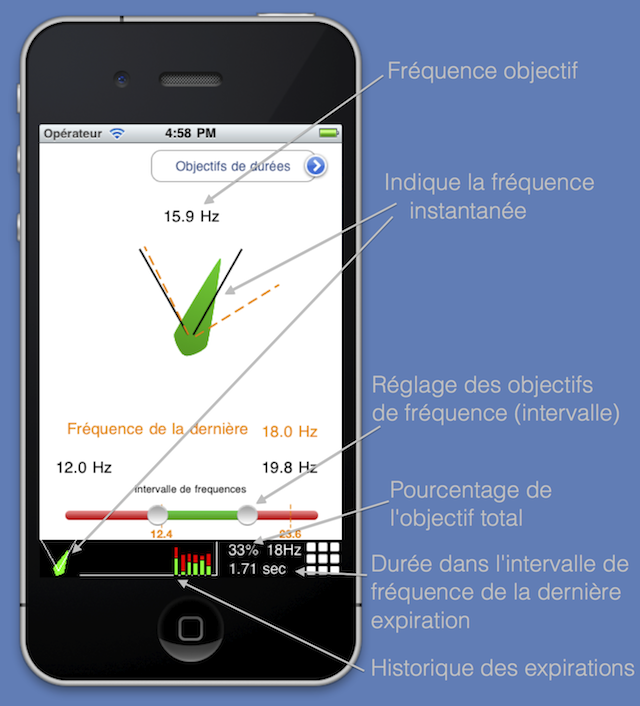 Fréquence objectif
Opérateur 4:58 PM
Objectifs de durées
Indique la fréquence
instantanée
15.9 Hz
Réglage des objectifs
de fréquence (intervalle)
Fréquence de la dernière 18.0 Hz
12.0 Hz 19.8 Hz
Intervalle de frequences
12.4 23.6
Pourcentage de
l'objectif total
33% 18Hz
1.71 sec
Durée dans l'intervalle de
fréquence de la dernière
expiration
Historique des expirations